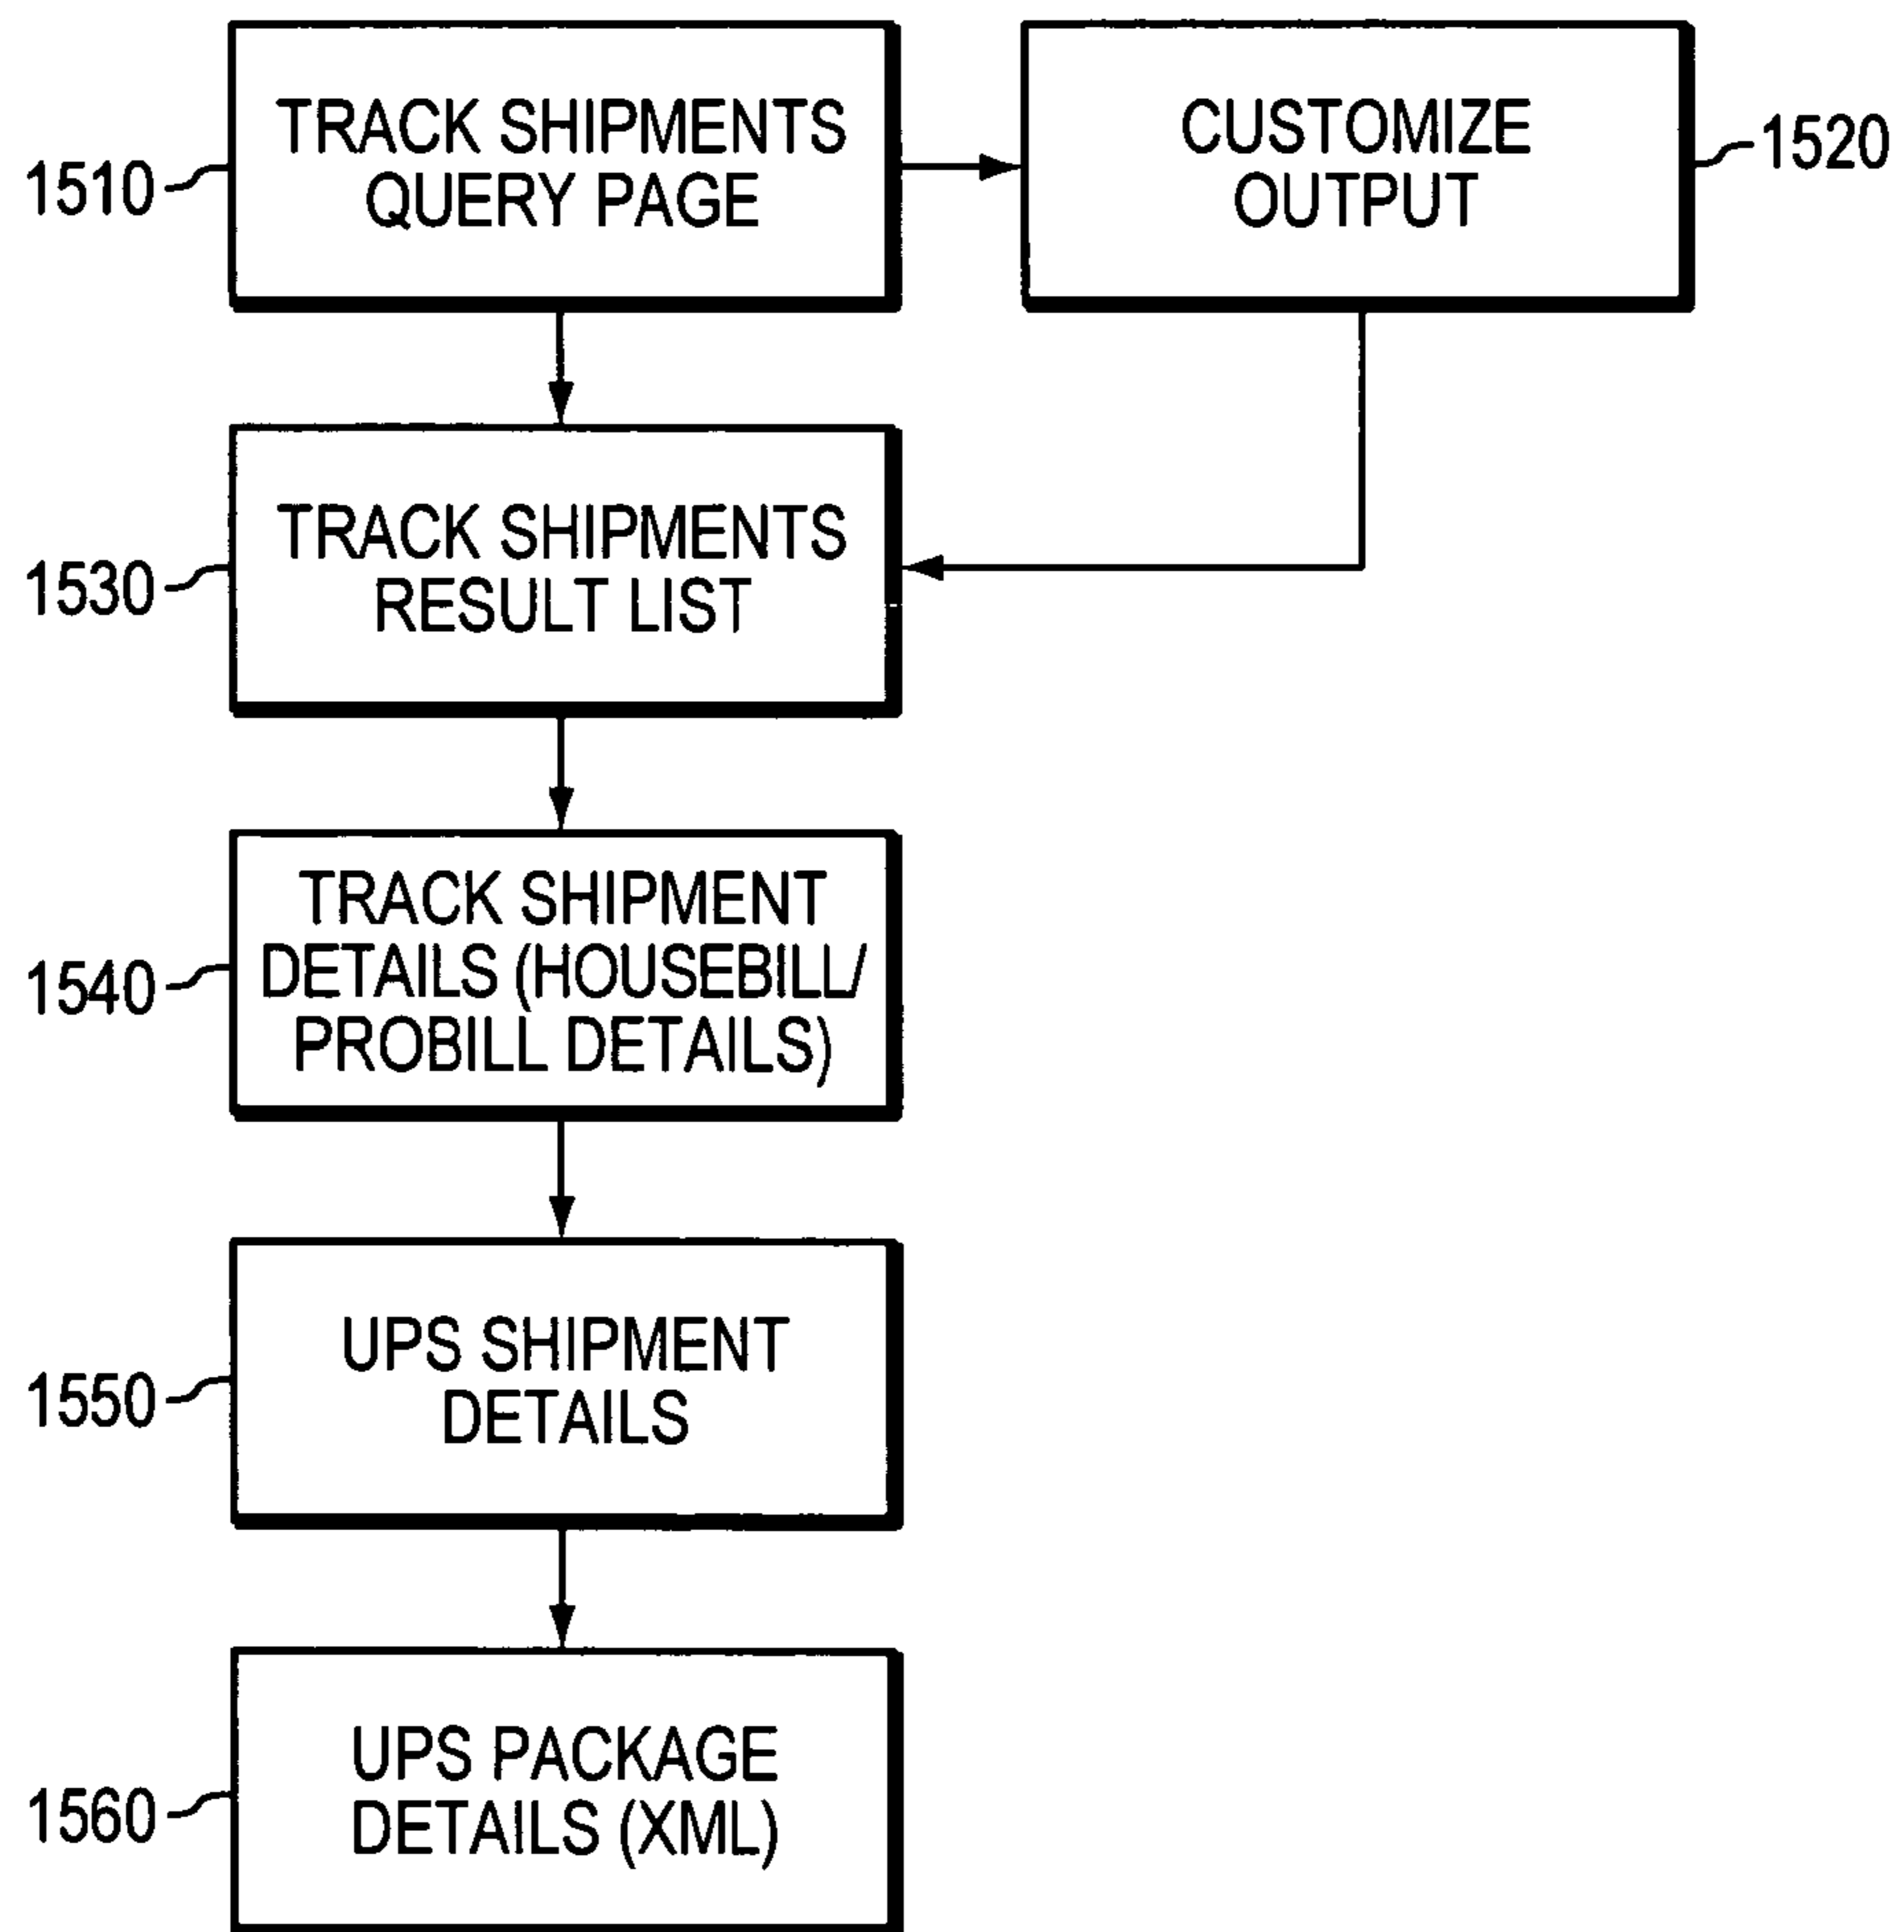 TRACK SHIPMENTS
QUERY PAGE
1510
CUSTOMIZE
OUTPUT
1520
TRACK SHIPMENTS
RESULT LIST
1530
TRACK SHIPMENT
DETAILS (HOUSEBILL/
PROBILL DETAILS)
1540
UPS SHIPMENT
DETAILS
1550
UPS PACKAGE
DETAILS (XML)
1560